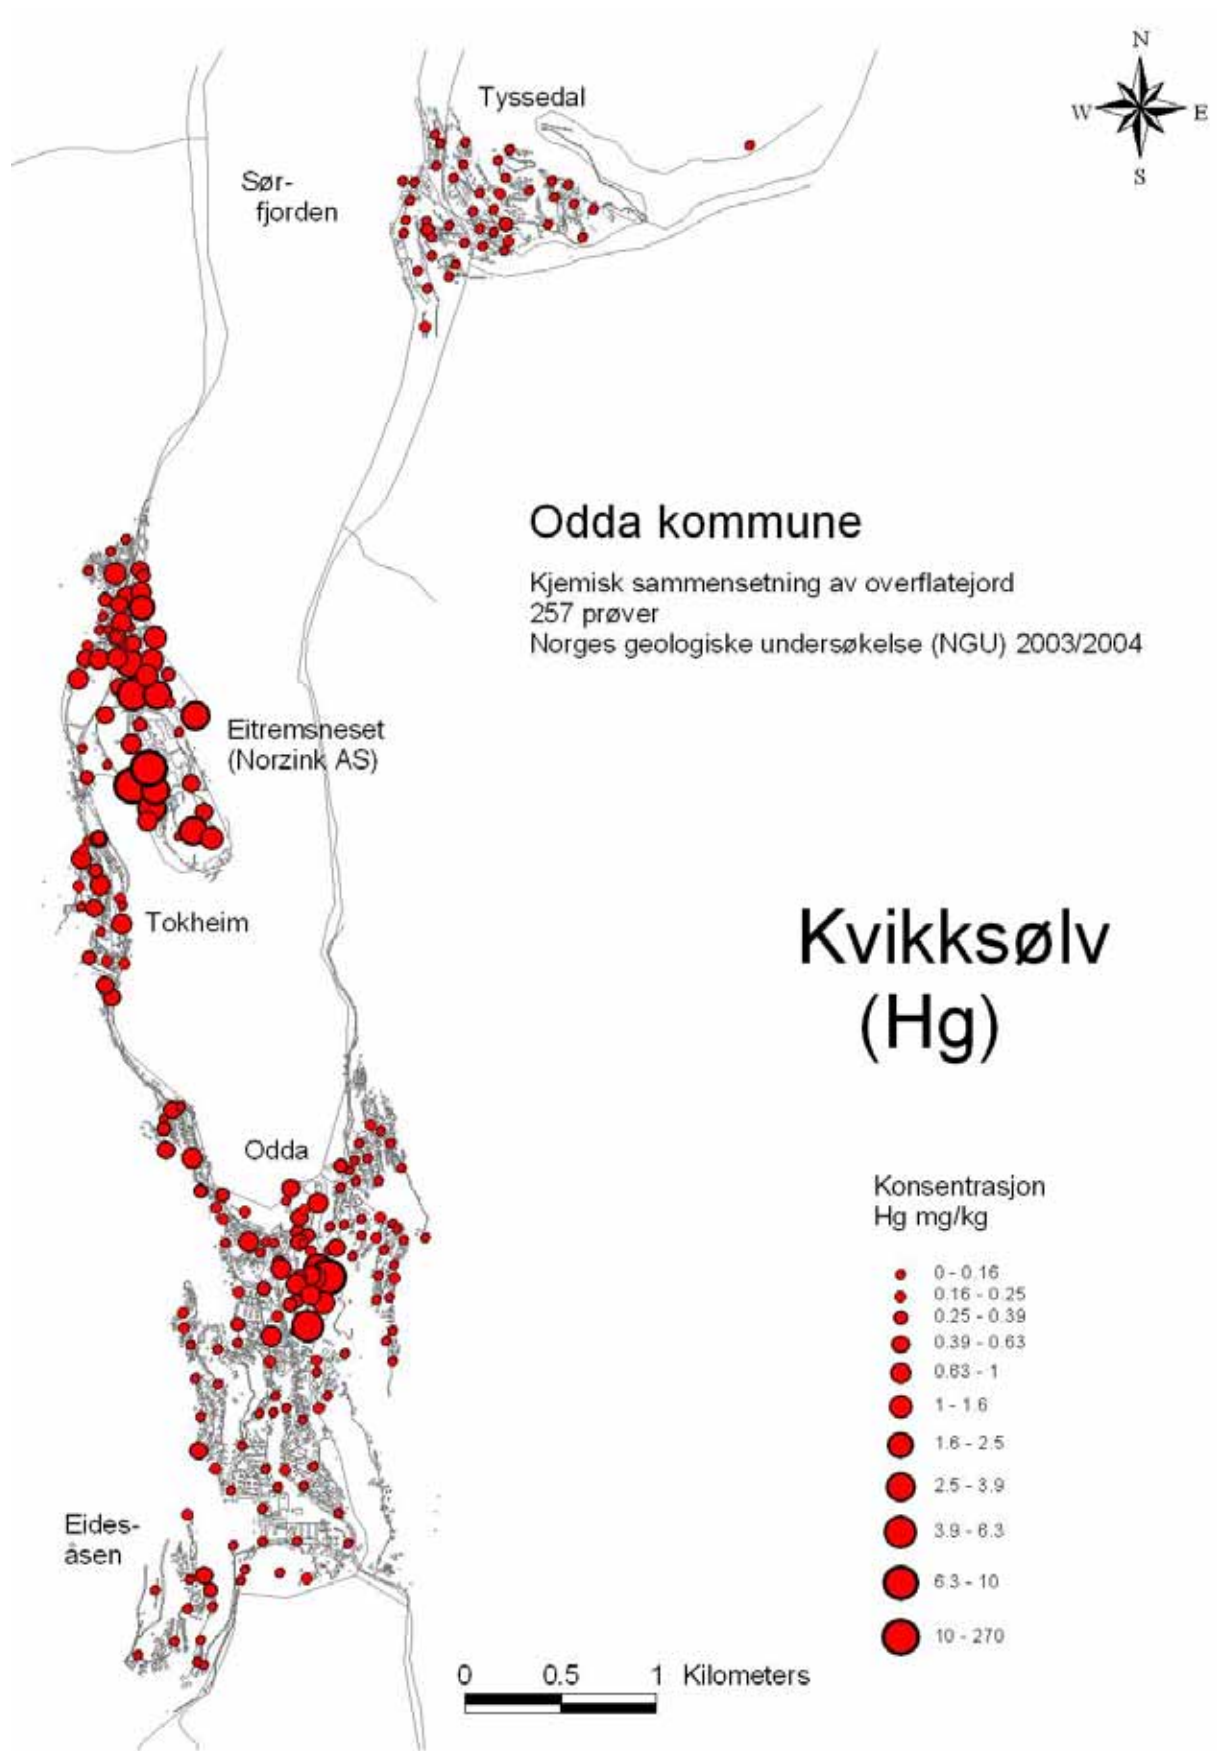 N
W E
S
Tyssedal
Sør-
fjorden
Odda kommune
Kjemisk sammensetning av overflatejord
257 prøver
Norges geologiske undersøkelse (NGU) 2003/2004
Eitremsneset
(Norzink AS)
Tokheim
Kvikksølv
(Hg)
Odda
Konsentrasjon
Hg mg/kg
0 - 0.16
0.16 - 0.25
0.25 - 0.39
0.39 - 0.63
0.63 - 1
1 - 1.6
1.6 - 2.5
2.5 - 3.9
3.9 - 6.3
6.3 - 10
10 - 270
Eides-
åsen
0 0.5 1 Kilometers